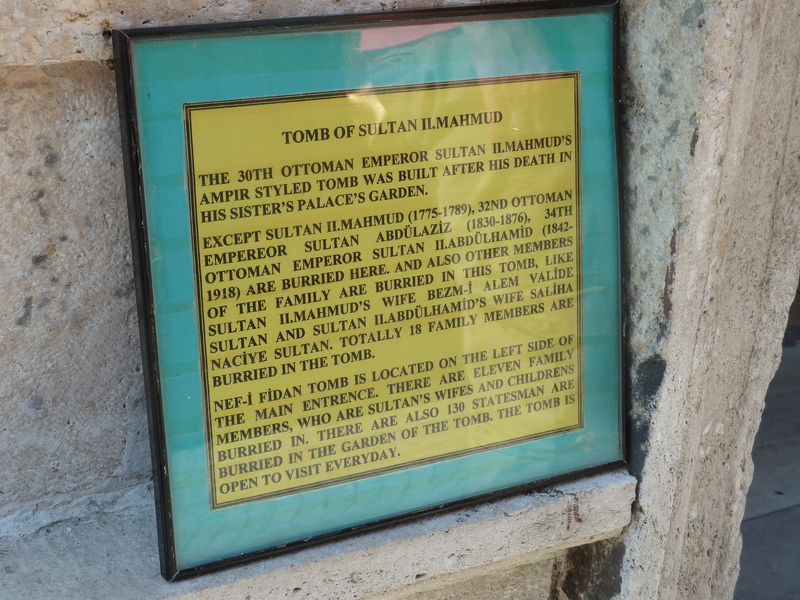 TOMB OF SULTAN II.MAHMUD
THE 30TH OTTOMAN EMPEROR SULTAN II.MAHMUD'S
AMPIR STYLED TOMB WAS BUILT AFTER HIS DEATH IN
HIS SISTER'S PALACE'S GARDEN.
EXCEPT SULTAN II.MAHMUD (1775-1789), 32ND OTTOMAN
EMPEREOR SULTAN ABDÜLAZİZ (1830-1876), 34TH
OTTOMAN EMPEROR SULTAN II.ABDÜLHAMİD (1842-
1918) ARE BURRIED HERE. AND ALSO OTHER MEMBERS
OF THE FAMILY ARE BURRIED IN THIS TOMB, LIKE
SULTAN II.MAHMUD'S WIFE BEZM-İ ALEM VALİDE
SULTAN AND SULTAN II.ABDÜLHAMİD'S WIFE SALİHA
NACİYE SULTAN. TOTALLY 18 FAMILY MEMBERS ARE
BURRIED IN THE TOMB.
NEF-İ FİDAN TOMB IS LOCATED ON THE LEFT SIDE OF
THE MAIN ENTRENCE. THERE ARE ELEVEN FAMILY
MEMBERS, WHO ARE SULTAN'S WIFES AND CHILDRENS
BURRIED IN. THERE ARE ALSO 130 STATESMAN ARE
BURRIED IN THE GARDEN OF THE TOMB. THE TOMB IS
OPEN TO VISIT EVERYDAY.